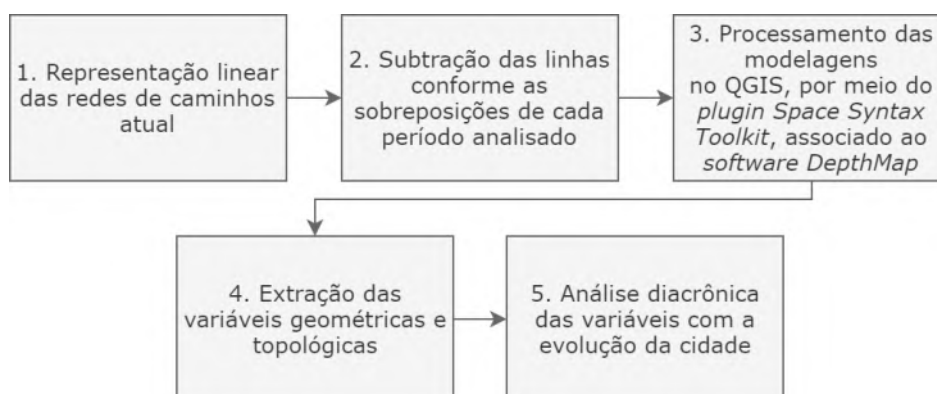 1. Representação linear
das redes de caminhos
atual
2. Subtração das linhas
conforme as
sobreposições de cada
período analisado
3. Processamento das
modelagens
no QGIS, por meio do
plugin Space Syntax
Toolkit, associado ao
software DepthMap
4. Extração das
variáveis geométricas e
topológicas
5. Análise diacrônica
das variáveis com a
evolução da cidade